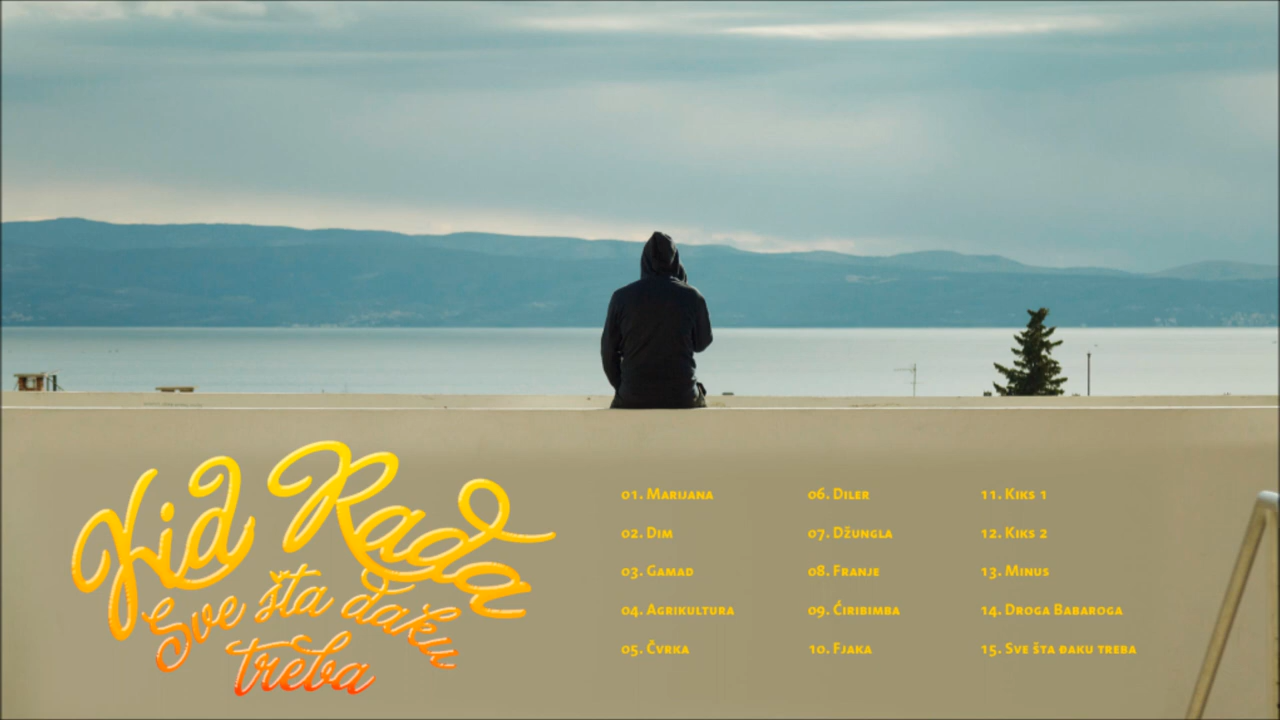 Kid Rada
Sve šta đaku
treba
01. Marijana
02. Dim
03. Gamad
04. Agrikultura
05. Čvrka
06. Diler
07. Džungla
08. Franje
09. Ćiribimba
10. Fjaka
11. Kiks 1
12. Kiks 2
13. Minus
14. Droga Babaroga
15. Sve šta đaku treba